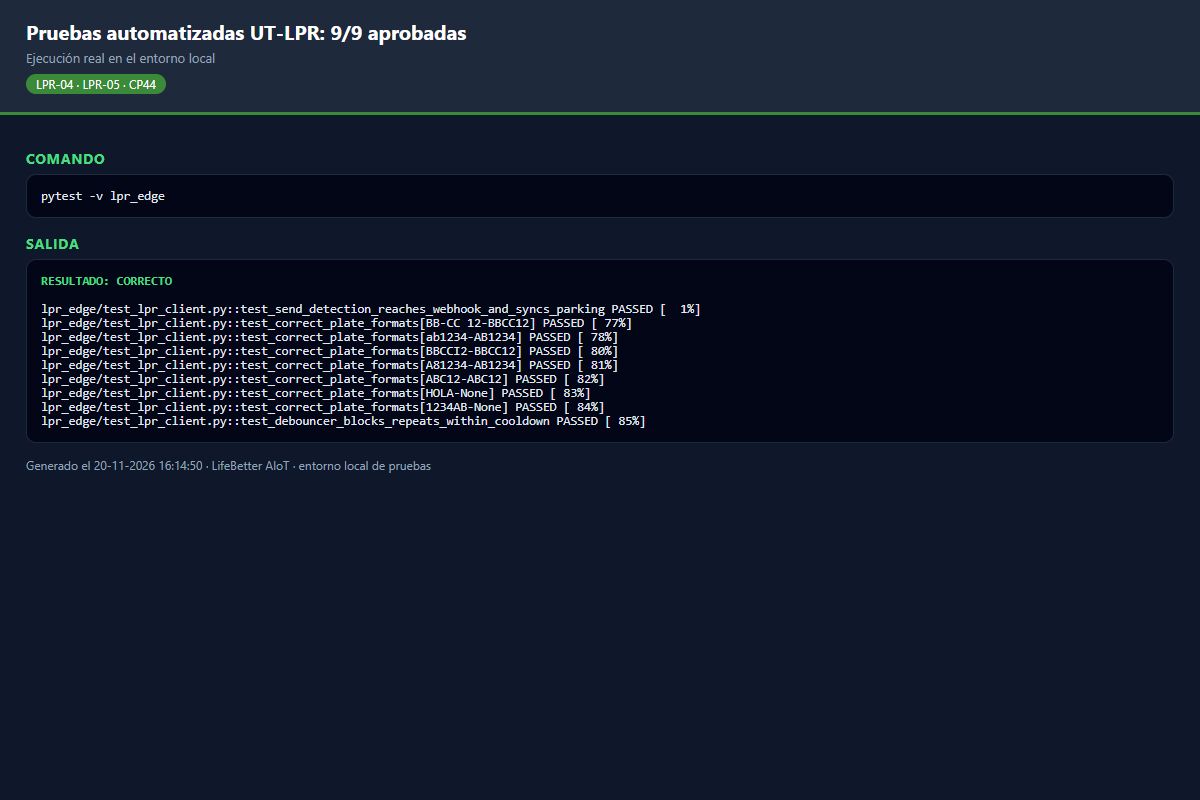 Pruebas automatizadas UT-LPR: 9/9 aprobadas
Ejecución real en el entorno local
LPR-04 · LPR-05 · CP44
COMANDO
pytest -v lpr_edge
SALIDA
RESULTADO: CORRECTO
lpr_edge/test_lpr_client.py::test_send_detection_reaches_webhook_and_syncs_parking PASSED [  1%]
lpr_edge/test_lpr_client.py::test_correct_plate_formats[BB-CC 12-BBCC12] PASSED [ 77%]
lpr_edge/test_lpr_client.py::test_correct_plate_formats[ab1234-AB1234] PASSED [ 78%]
lpr_edge/test_lpr_client.py::test_correct_plate_formats[BBCCI2-BBCC12] PASSED [ 80%]
lpr_edge/test_lpr_client.py::test_correct_plate_formats[A81234-AB1234] PASSED [ 81%]
lpr_edge/test_lpr_client.py::test_correct_plate_formats[ABC12-ABC12] PASSED [ 82%]
lpr_edge/test_lpr_client.py::test_correct_plate_formats[HOLA-None] PASSED [ 83%]
lpr_edge/test_lpr_client.py::test_correct_plate_formats[1234AB-None] PASSED [ 84%]
lpr_edge/test_lpr_client.py::test_debouncer_blocks_repeats_within_cooldown PASSED [ 85%]
Generado el 20-11-2026 16:14:50 · LifeBetter AIoT · entorno local de pruebas